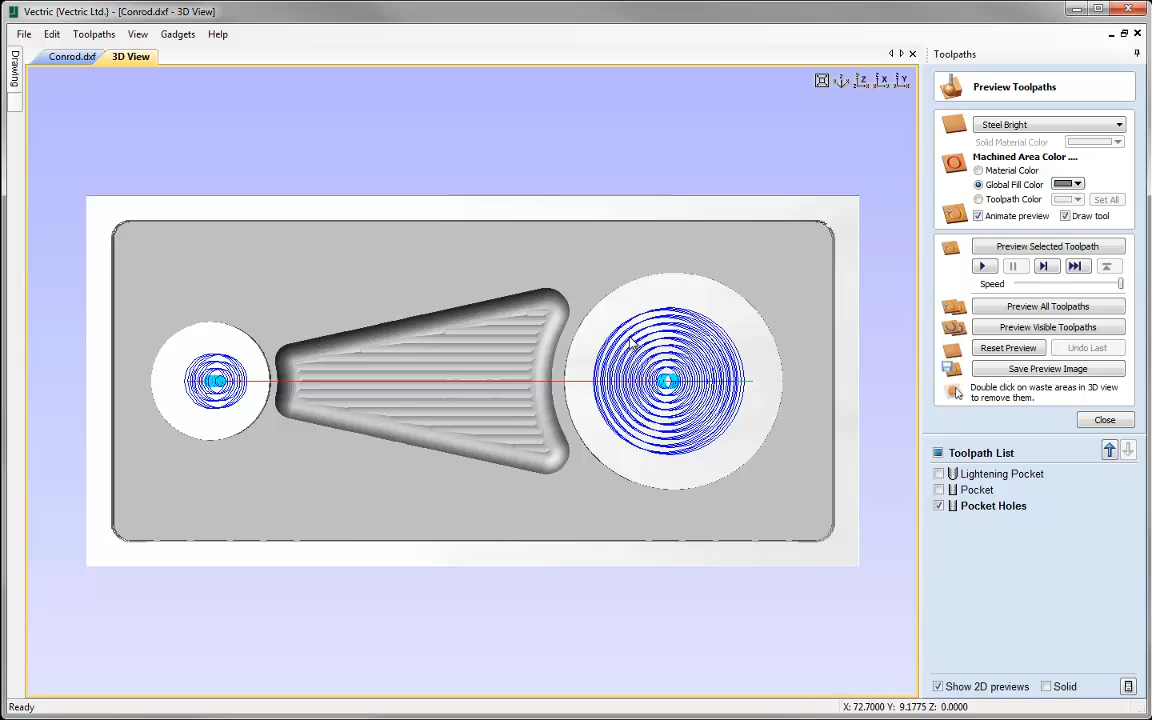 Vectric {Vectric Ltd.} - [Conrod.dxf - 3D View]
File Edit Toolpaths View Gadgets Help
Drawing
Conrod.dxf 3D View
Toolpaths
Preview Toolpaths
Steel Bright
Solid Material Color
Machined Area Color ....
Material Color
Global Fill Color
Toolpath Color Set All
Animate preview Draw tool
Preview Selected Toolpath
Speed
Preview All Toolpaths
Preview Visible Toolpaths
Reset Preview Undo Last
Save Preview Image
Double click on waste areas in 3D view
to remove them.
Close
Toolpath List
Lightening Pocket
Pocket
Pocket Holes
Show 2D previews Solid
Ready X: 72.7000 Y: 9.1775 Z: 0.0000